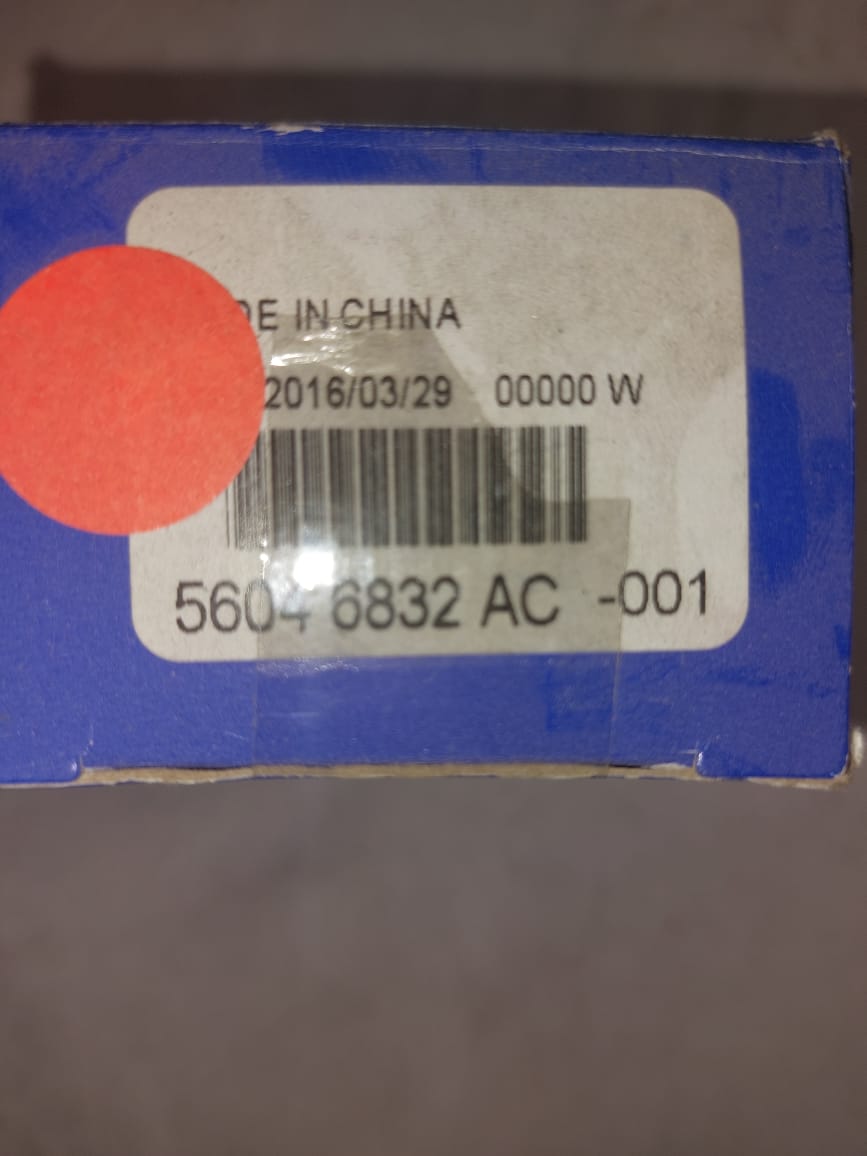 DE IN CHINA
2016/03/29 00000 W
5604 6832 AC -001